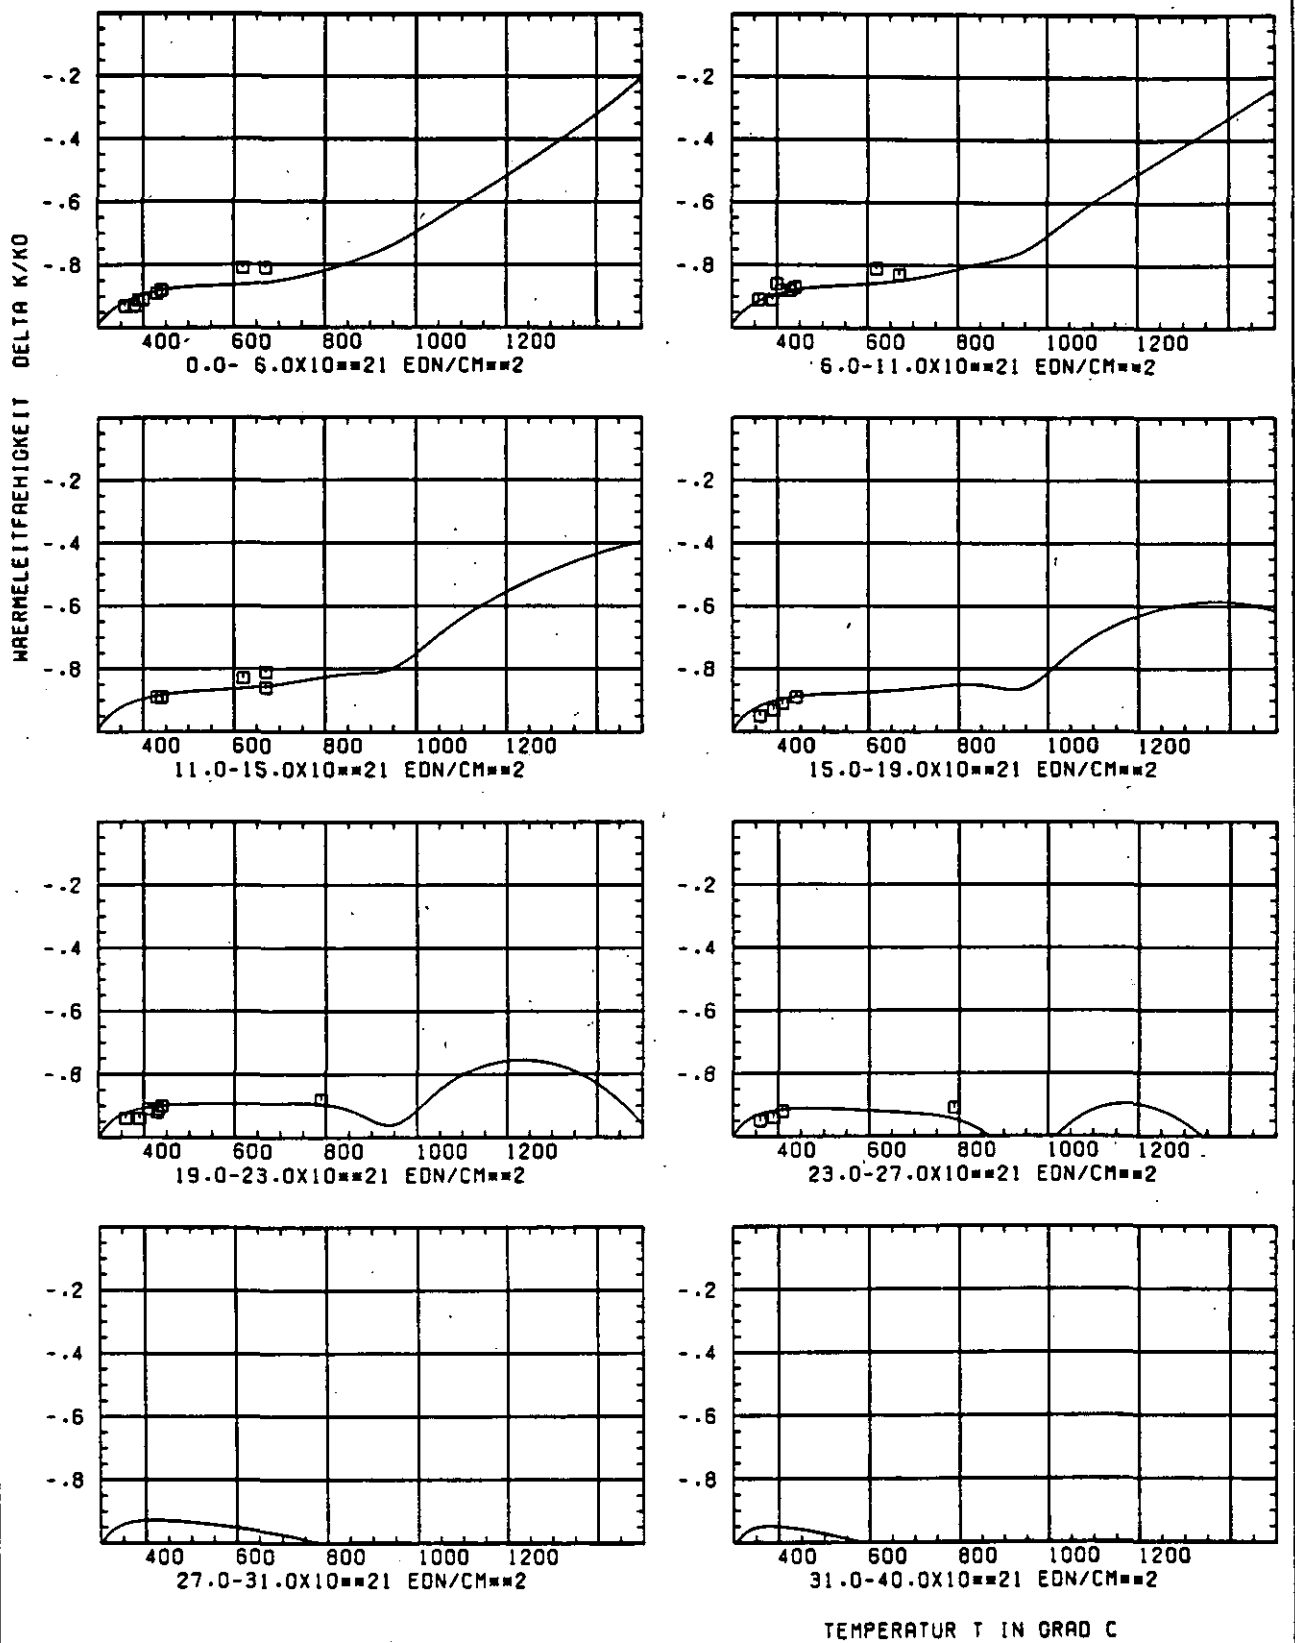 WAERMELEITFAEHIGKEIT DELTA K/KO
-.2
-.4
-.6
-.8
400 600 800 1000 1200
0.0- 6.0X10**21 EDN/CM**2
-.2
-.4
-.6
-.8
400 600 800 1000 1200
6.0-11.0X10**21 EDN/CM**2
-.2
-.4
-.6
-.8
400 600 800 1000 1200
11.0-15.0X10**21 EDN/CM**2
-.2
-.4
-.6
-.8
400 600 800 1000 1200
15.0-19.0X10**21 EDN/CM**2
-.2
-.4
-.6
-.8
400 600 800 1000 1200
19.0-23.0X10**21 EDN/CM**2
-.2
-.4
-.6
-.8
400 600 800 1000 1200
23.0-27.0X10**21 EDN/CM**2
-.2
-.4
-.6
-.8
400 600 800 1000 1200
27.0-31.0X10**21 EDN/CM**2
-.2
-.4
-.6
-.8
400 600 800 1000 1200
31.0-40.0X10**21 EDN/CM**2
TEMPERATUR T IN GRAD C